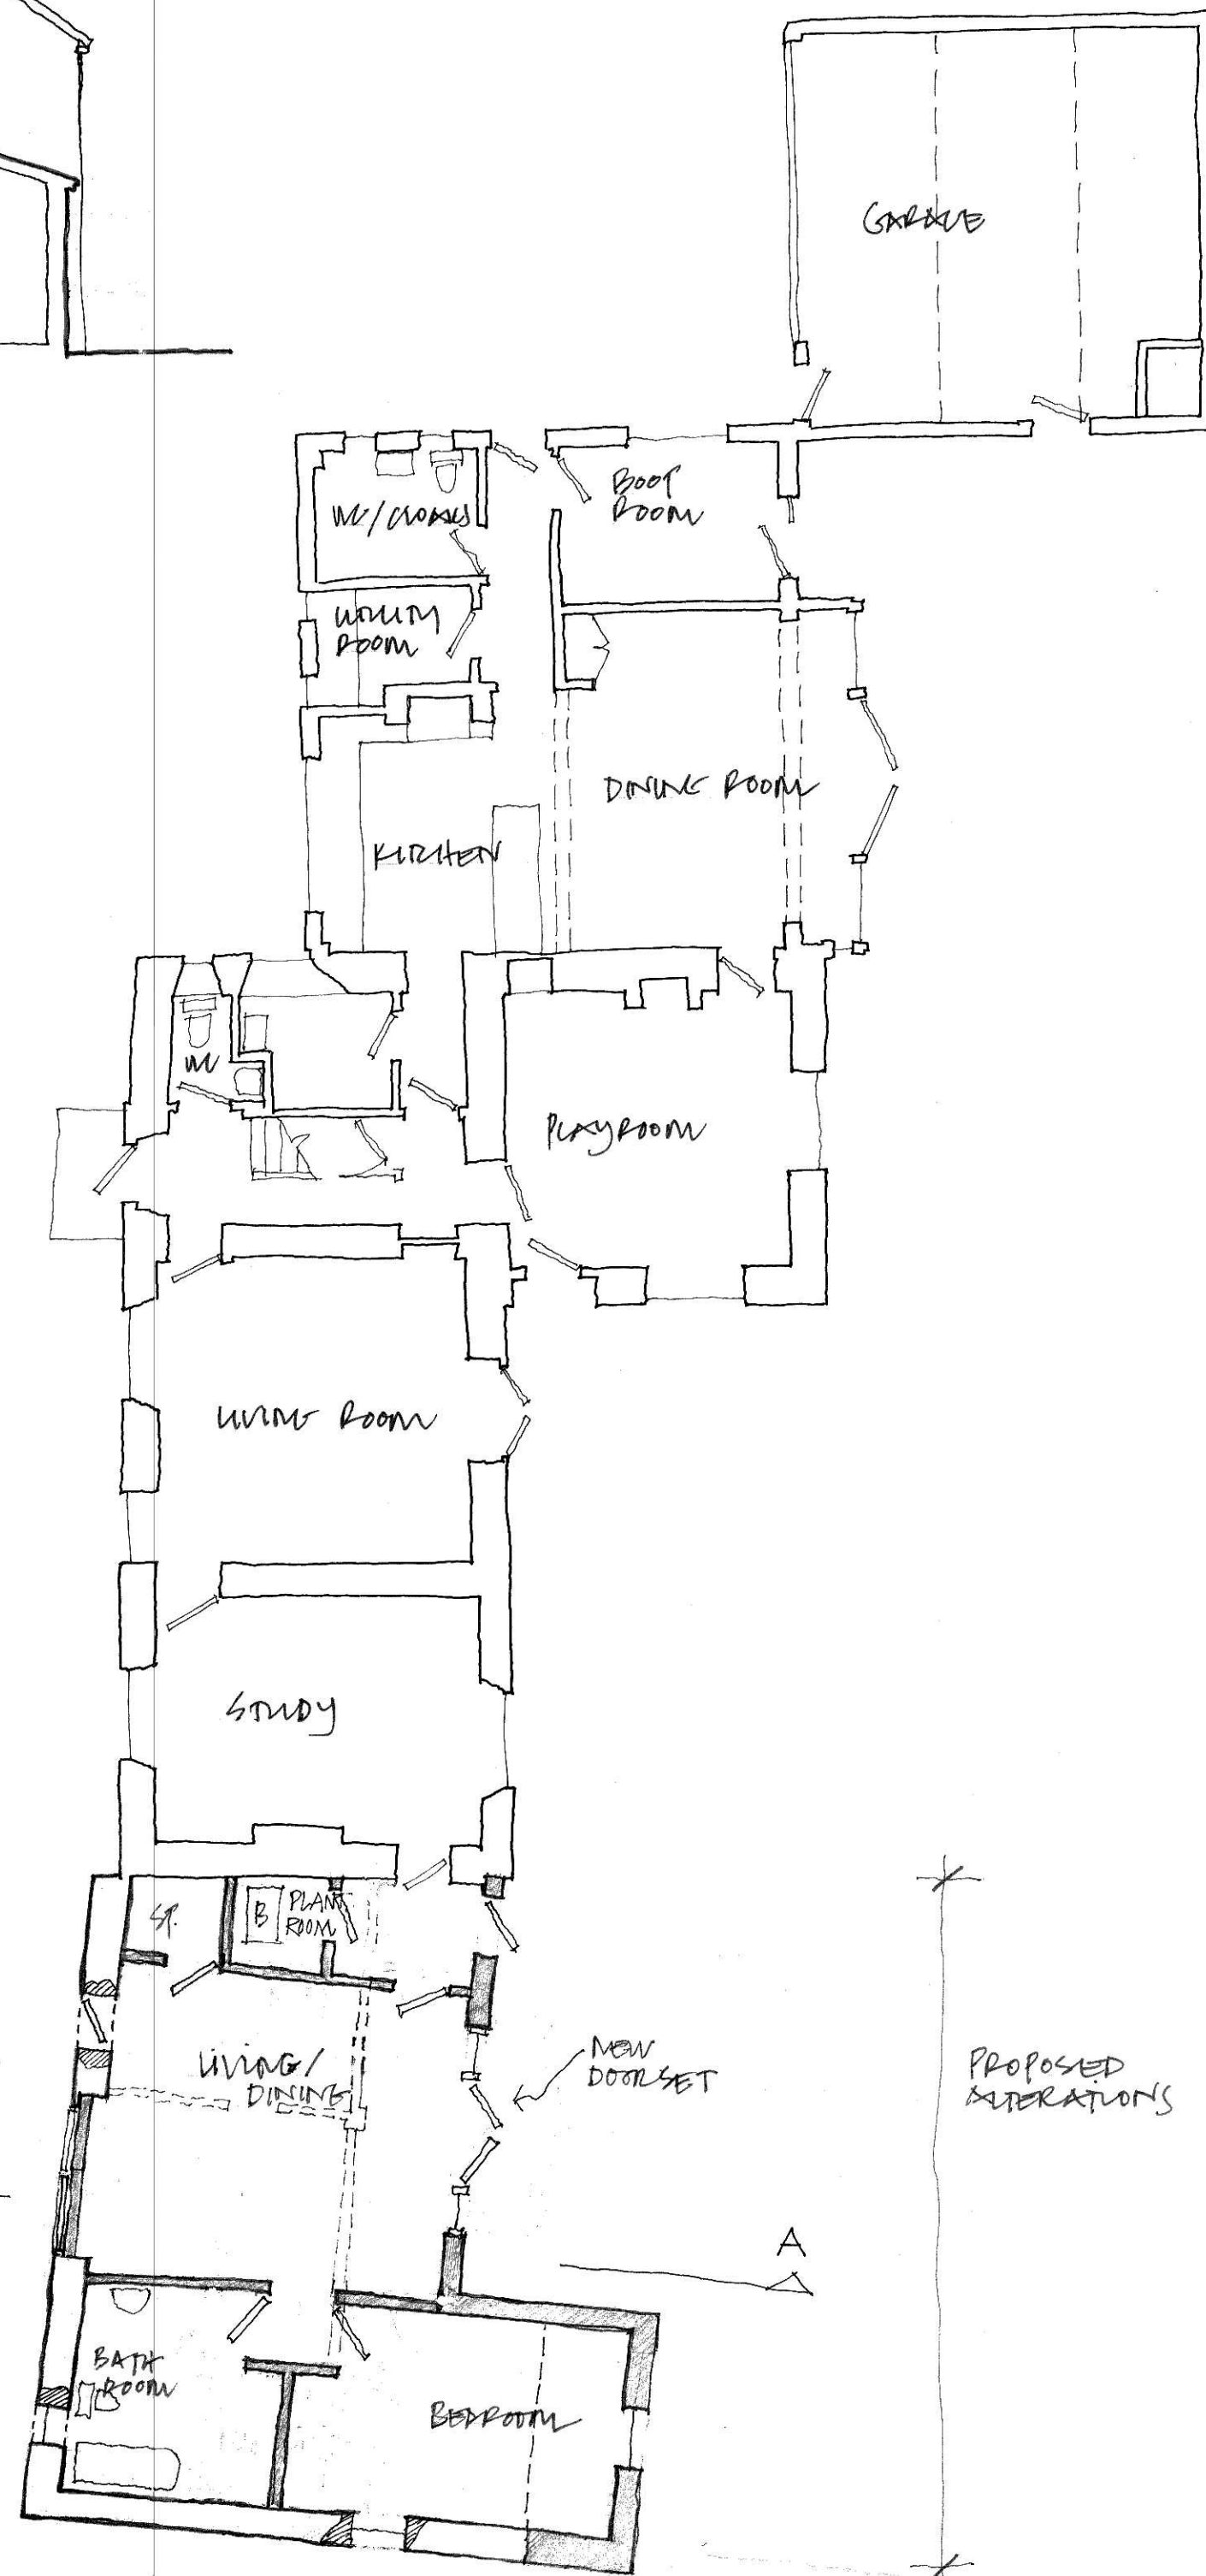 GARAGE
BOOT
ROOM
WC/CLOAKS
UTILITY
ROOM
DINING ROOM
KITCHEN
WC
PLAYROOM
LIVING ROOM
STUDY
ST.
B
PLANT
ROOM
LIVING/
DINING
NEW
DOORSET
PROPOSED
ALTERATIONS
A
BATH
ROOM
BEDROOM